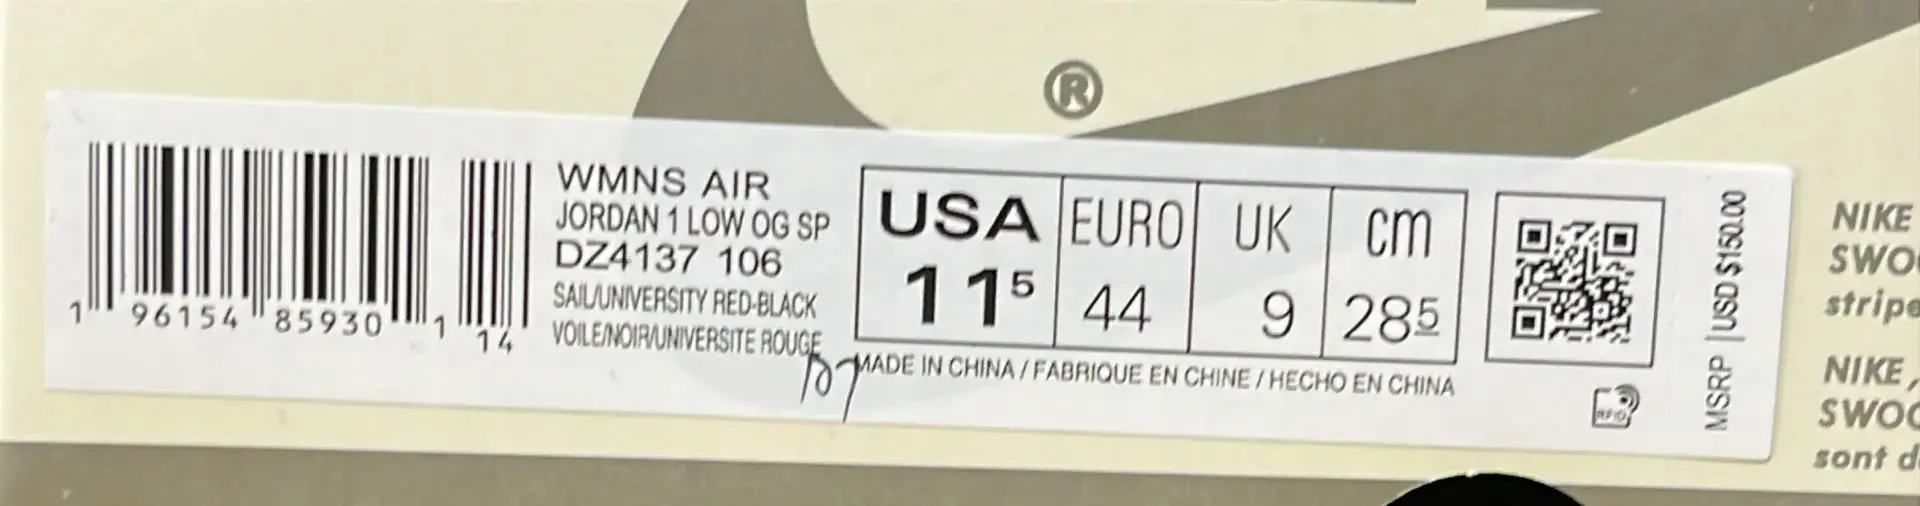 ®
WMNS AIR
JORDAN 1 LOW OG SP
DZ4137 106
SAIL/UNIVERSITY RED-BLACK
VOILE/NOIR/UNIVERSITE ROUGE
1 96154 85930 1 14
USA EURO UK cm
11⁵ 44 9 28⁵
MADE IN CHINA / FABRIQUE EN CHINE / HECHO EN CHINA
RFID
MSRP |USD $150.00
NIKE
SWO
stripe
NIKE,
SWOO
sont d